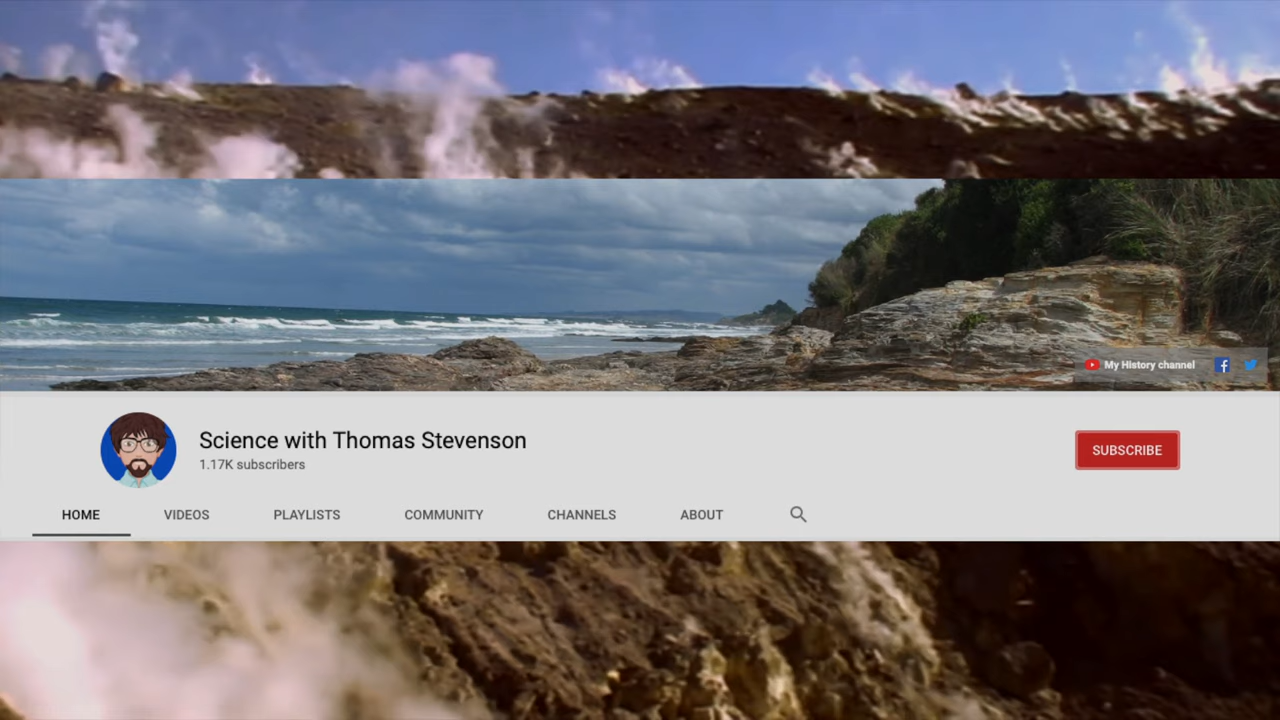 My History channel
Science with Thomas Stevenson
1.17K subscribers
SUBSCRIBE
HOME VIDEOS PLAYLISTS COMMUNITY CHANNELS ABOUT